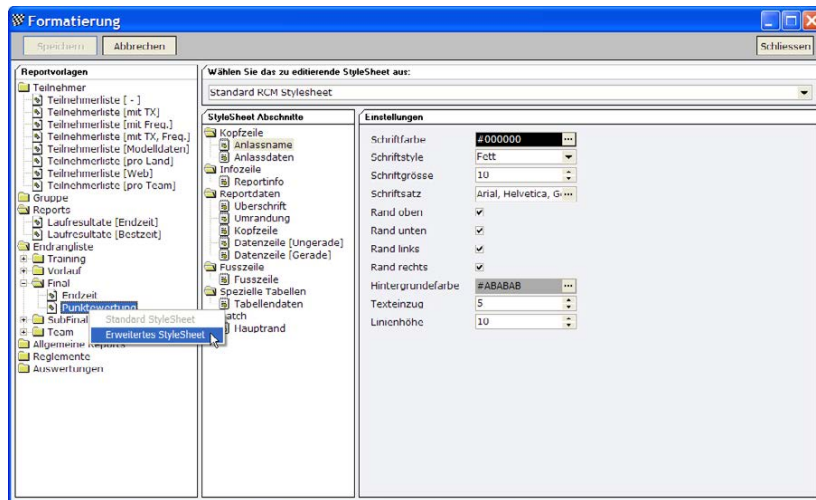 Formatierung
Speichern
Abbrechen
Schliessen
Reportvorlagen
Teilnehmer
Teilnehmerliste [ - ]
Teilnehmerliste [mit TX]
Teilnehmerliste [mit Freq.]
Teilnehmerliste [mit TX, Freq.]
Teilnehmerliste [Modelldaten]
Teilnehmerliste [pro Land]
Teilnehmerliste [Web]
Teilnehmerliste [pro Team]
Gruppe
Reports
Laufresultate [Endzeit]
Laufresultate [Bestzeit]
Endrangliste
Training
Vorlauf
Final
Endzeit
Punktewertung
SubFinal
Team
Allgemeine Reports
Reglemente
Auswertungen
Standard StyleSheet
Erweitertes StyleSheet
Wählen Sie das zu editierende StyleSheet aus:
Standard RCM Stylesheet
StyleSheet Abschnitte
Kopfzeile
Anlassname
Anlassdaten
Infozeile
Reportinfo
Reportdaten
Überschrift
Umrandung
Kopfzeile
Datenzeile [Ungerade]
Datenzeile [Gerade]
Fusszeile
Fusszeile
Spezielle Tabellen
Tabellendaten
atch
Hauptrand
Einstellungen
Schriftfarbe #000000 ...
Schriftstyle Fett
Schriftgrösse 10
Schriftsatz Arial, Helvetica, G ...
Rand oben
Rand unten
Rand links
Rand rechts
Hintergrundefarbe #ABABAB ...
Texteinzug 5
Linienhöhe 10